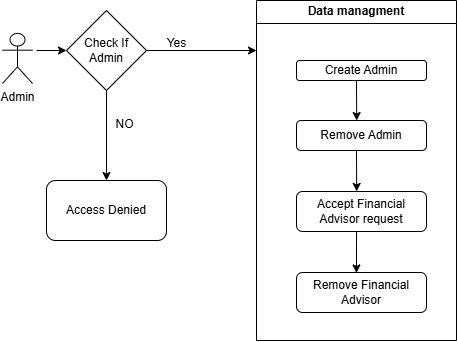 Data managment
Check If
Admin
Yes
Admin
NO
Access Denied
Create Admin
Remove Admin
Accept Financial
Advisor request
Remove Financial
Advisor